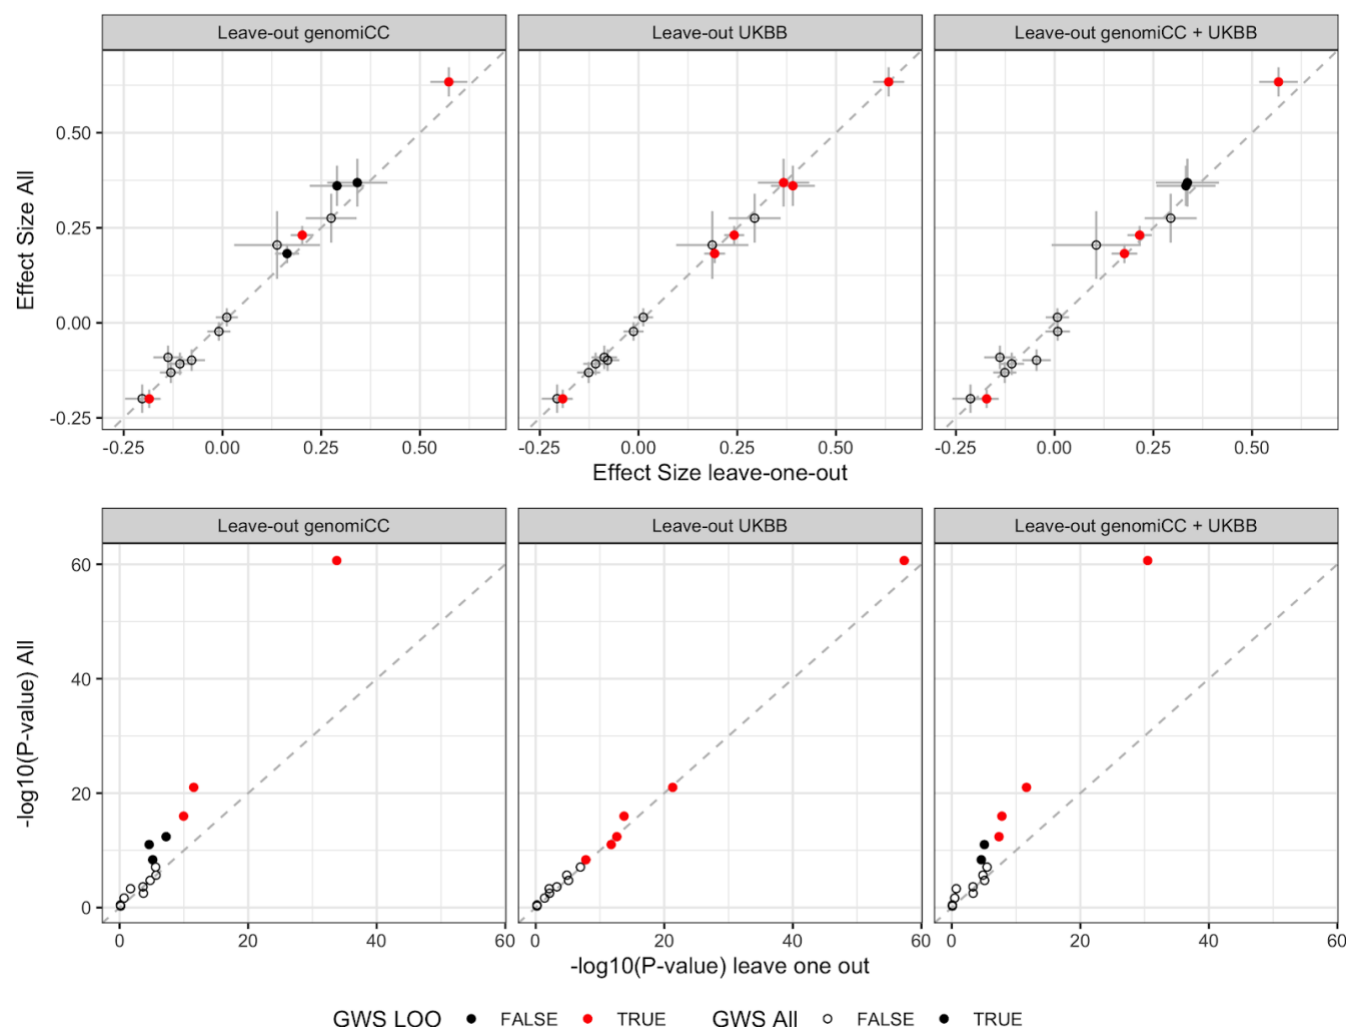 Leave-out genomiCC
Leave-out UKBB
Leave-out genomiCC + UKBB
Effect Size All
0.50
0.25
0.00
-0.25
-0.25 0.00 0.25 0.50
-0.25 0.00 0.25 0.50
-0.25 0.00 0.25 0.50
Effect Size leave-one-out
Leave-out genomiCC
Leave-out UKBB
Leave-out genomiCC + UKBB
-log10(P-value) All
60
40
20
0
0 20 40 60
0 20 40 60
0 20 40 60
-log10(P-value) leave one out
GWS LOO FALSE TRUE GWS All FALSE TRUE